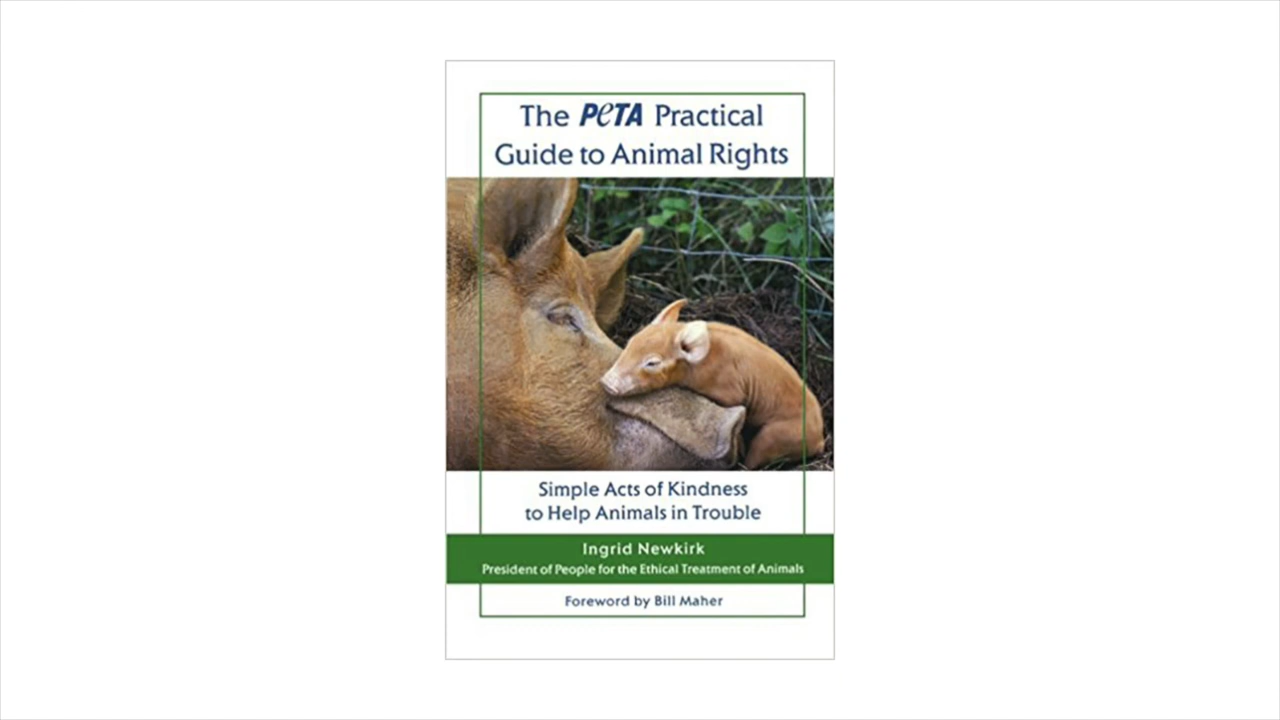 The PeTA Practical
Guide to Animal Rights
Simple Acts of Kindness
to Help Animals in Trouble
Ingrid Newkirk
President of People for the Ethical Treatment of Animals
Foreword by Bill Maher